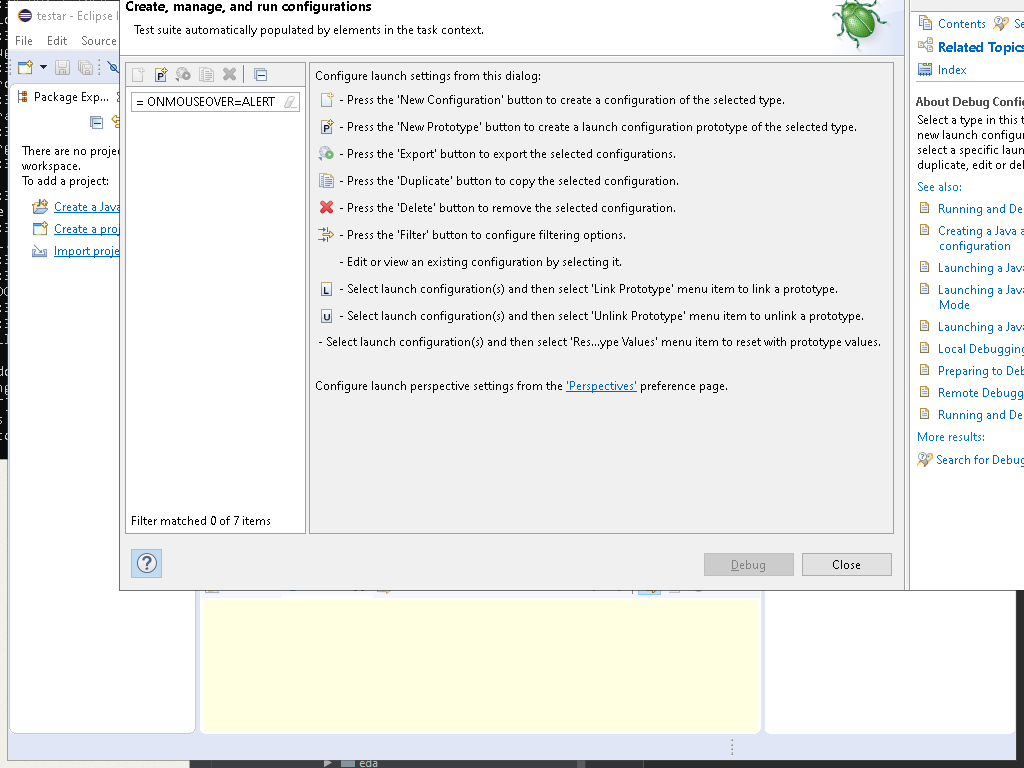 testar - Eclipse
File Edit Source
Package Exp...
There are no
workspace.
To add a project:
Create a Java
Create a
Import
Create, manage, and run configurations
Test suite automatically populated by elements in the task context.
= ONMOUSEOVER=ALERT
Filter matched 0 of 7 items
Configure launch settings from this dialog:
- Press the 'New Configuration' button to create a configuration of the selected type.
P - Press the 'New Prototype' button to create a launch configuration prototype of the selected type.
- Press the 'Export' button to export the selected configurations.
- Press the 'Duplicate' button to copy the selected configuration.
- Press the 'Delete' button to remove the selected configuration.
- Press the 'Filter' button to configure filtering options.
- Edit or view an existing configuration by selecting it.
L - Select launch configuration(s) and then select 'Link Prototype' menu item to link a prototype.
U - Select launch configuration(s) and then select 'Unlink Prototype' menu item to unlink a prototype.
- Select launch configuration(s) and then select 'Res...ype Values' menu item to reset with prototype values.
Configure launch perspective settings from the 'Perspectives' preference page.
?
Debug Close
Contents
Related Topics
Index
About Debug
Select a type in this
new launch
select a specific
duplicate, edit or
See also:
Running and
Creating a Java
configuration
Launching a Java
Launching a Java
Mode
Launching a Java
Local Debugging
Preparing to
Remote
Running and
More results:
Search for Debug
eda